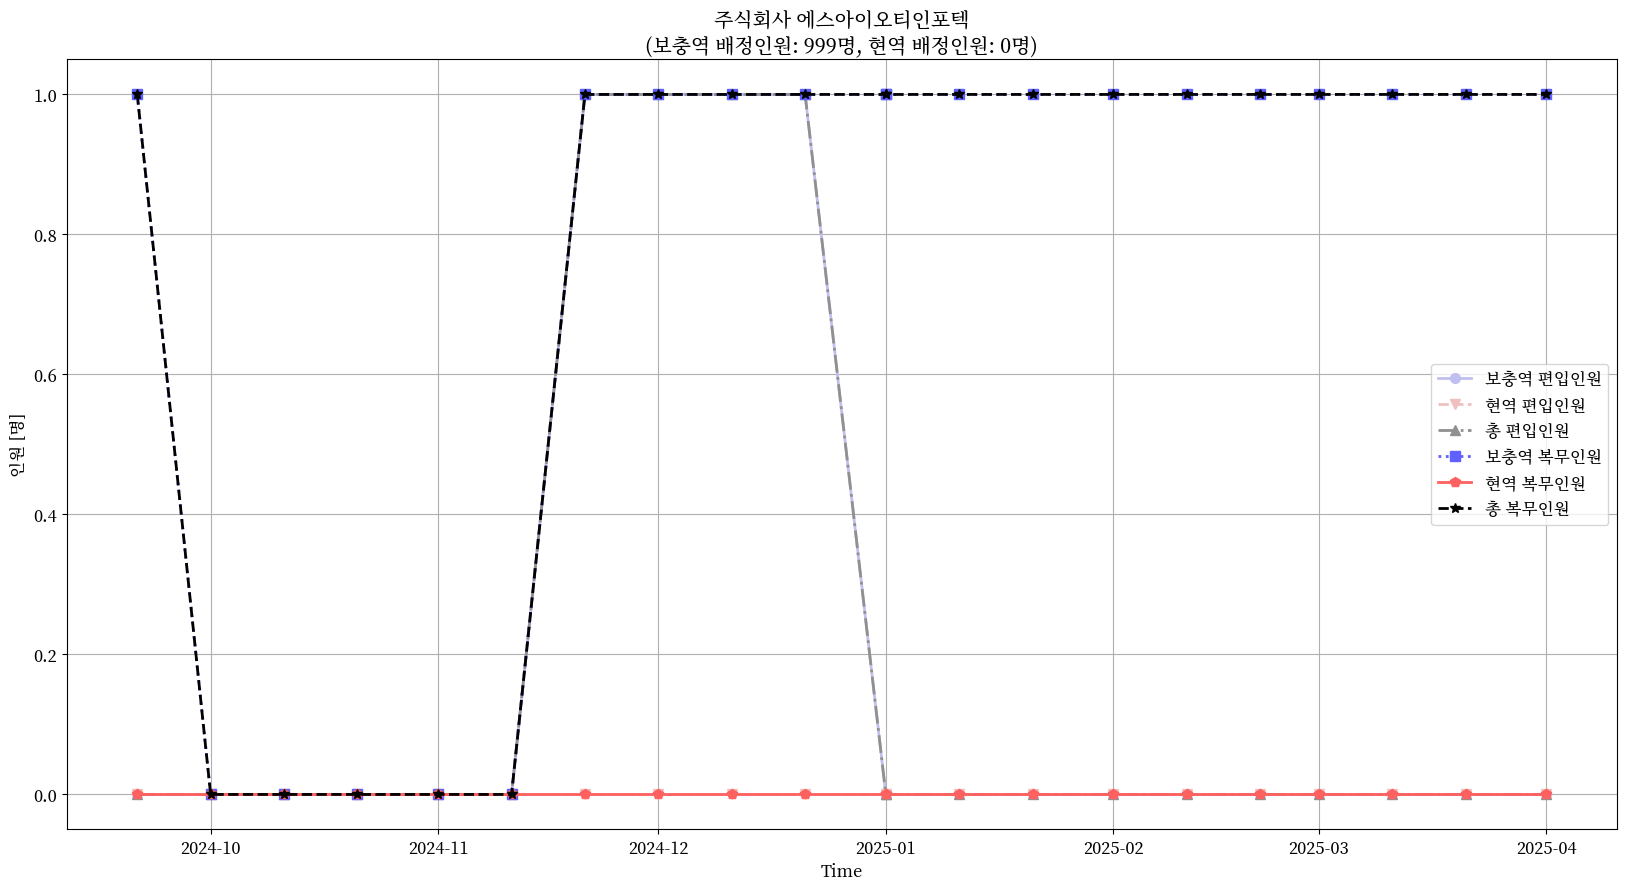 주식회사 에스아이오티인포텍
(보충역 배정인원: 999명, 현역 배정인원: 0명)
인원 [명]
1.0
0.8
0.6
0.4
0.2
0.0
보충역 편입인원
현역 편입인원
총 편입인원
보충역 복무인원
현역 복무인원
총 복무인원
2024-10
2024-11
2024-12
2025-01
2025-02
2025-03
2025-04
Time